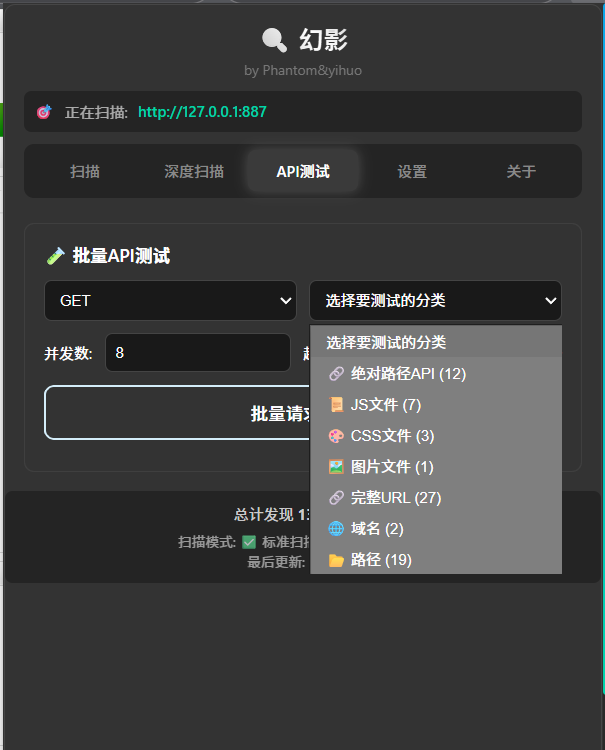 幻影
by Phantom&yihuo
正在扫描: http://127.0.0.1:887
扫描 深度扫描 API测试 设置 关于
批量API测试
GET 选择要测试的分类
选择要测试的分类
绝对路径API (12)
JS文件 (7)
CSS文件 (3)
图片文件 (1)
完整URL (27)
域名 (2)
路径 (19)
并发数: 8
批量请求
总计发现
扫描模式: 标准扫描
最后更新: